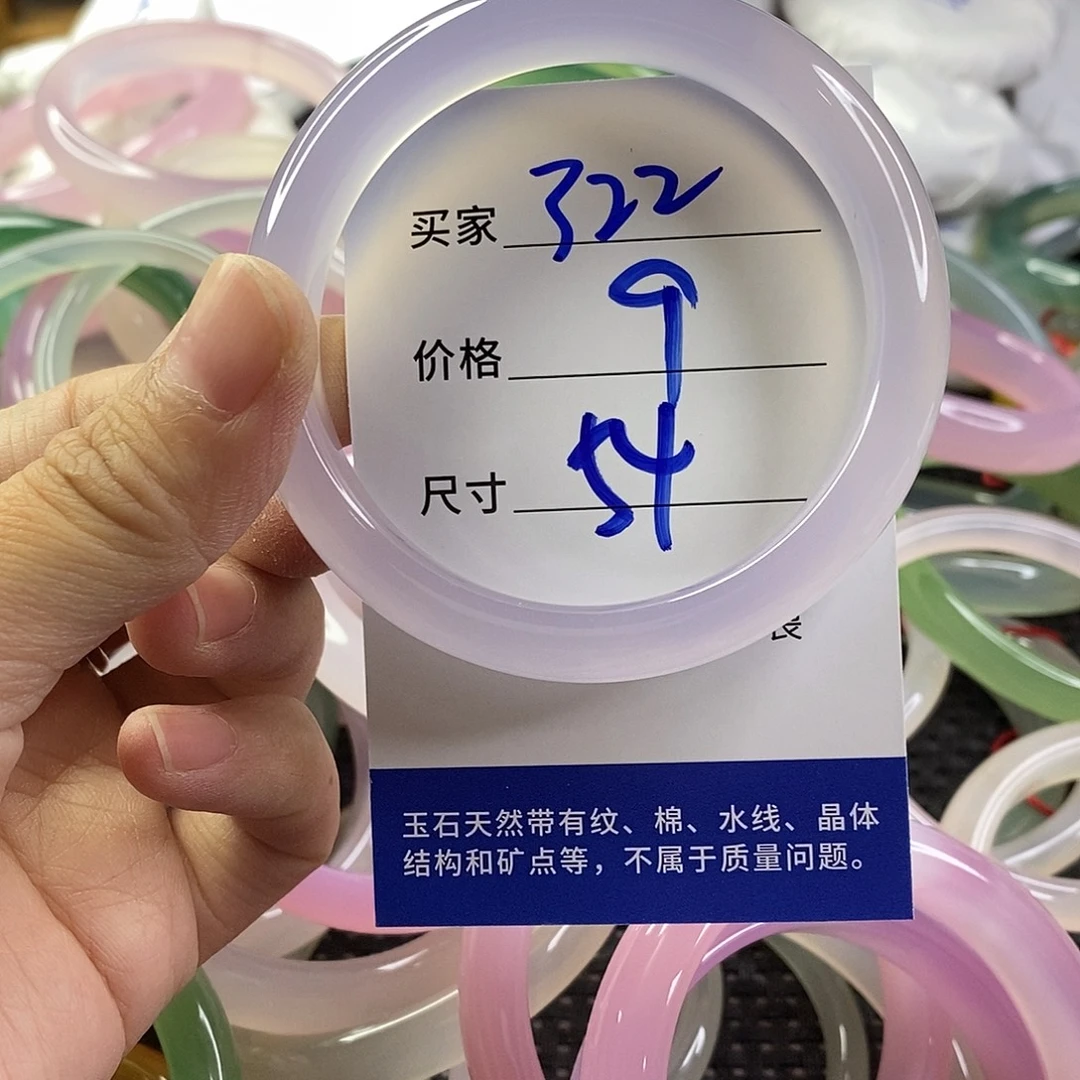 买家 322
价格 9
尺寸 54
玉石天然带有纹、棉、水线、晶体
结构和矿点等，不属于质量问题。